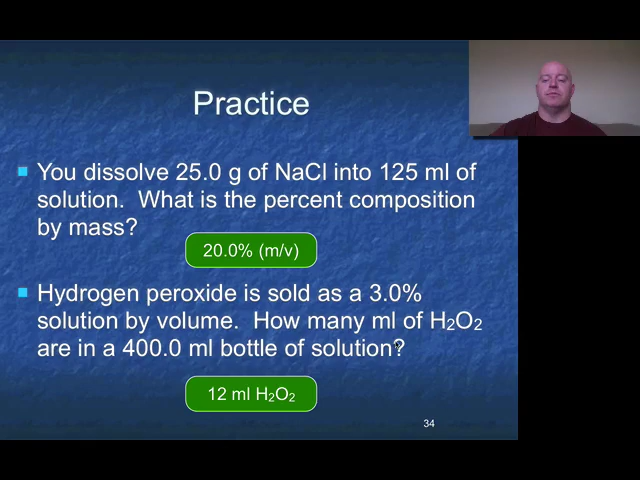 Practice
You dissolve 25.0 g of NaCl into 125 ml of
solution. What is the percent composition
by mass?
20.0% (m/v)
Hydrogen peroxide is sold as a 3.0%
solution by volume. How many ml of H₂O₂
are in a 400.0 ml bottle of solution?
12 ml H₂O₂
34